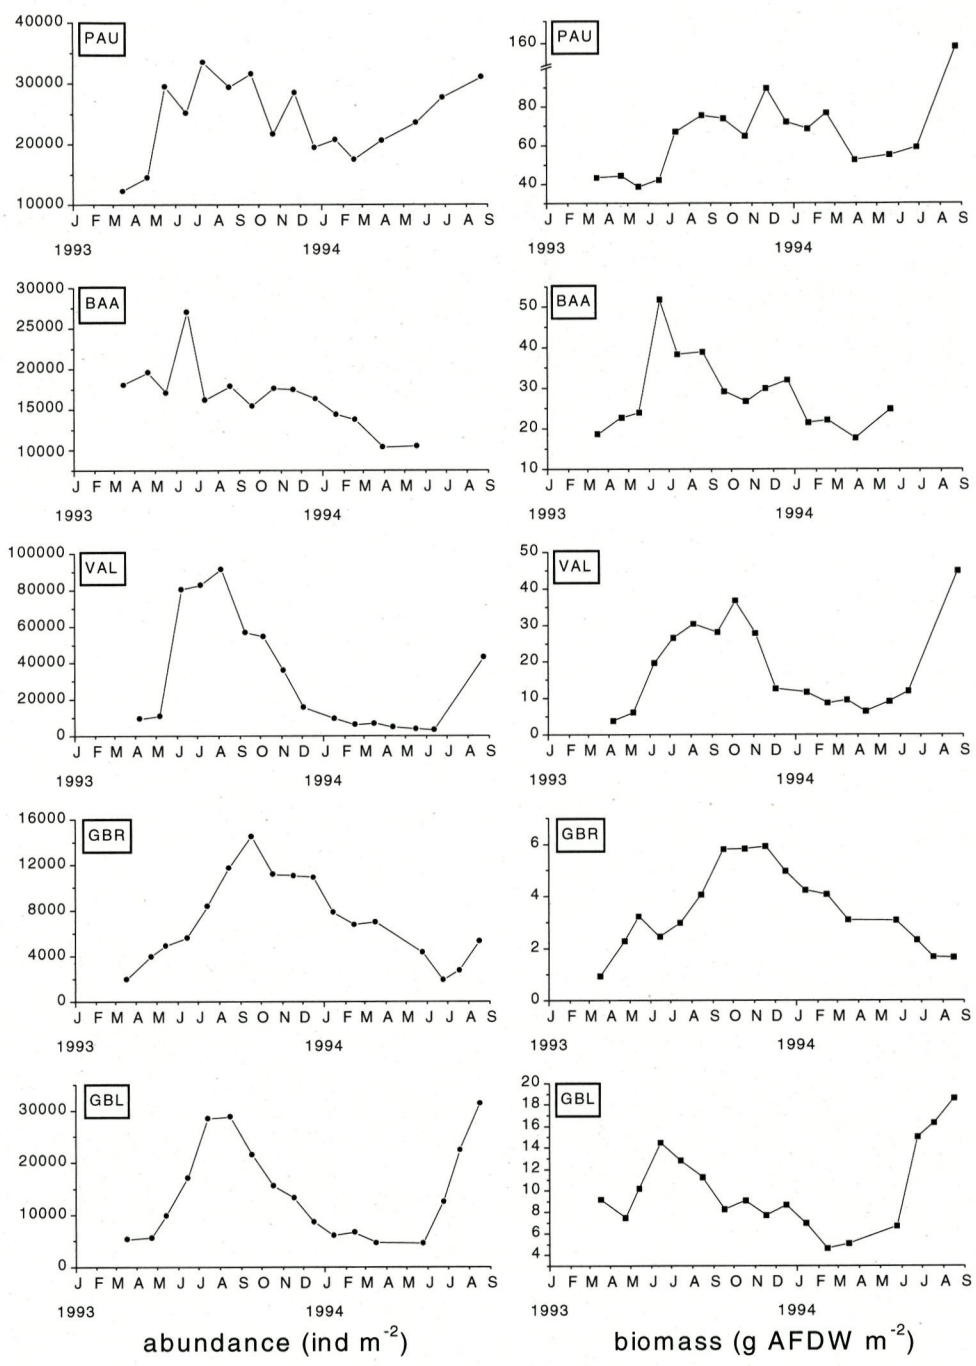 PAU
40000
30000
20000
10000
J F M A M J J A S O N D J F M A M J J A S
1993 1994
PAU
160
80
60
40
J F M A M J J A S O N D J F M A M J J A S
1993 1994
BAA
30000
25000
20000
15000
10000
J F M A M J J A S O N D J F M A M J J A S
1993 1994
BAA
50
40
30
20
10
J F M A M J J A S O N D J F M A M J J A S
1993 1994
VAL
100000
80000
60000
40000
20000
0
J F M A M J J A S O N D J F M A M J J A S
1993 1994
VAL
50
40
30
20
10
0
J F M A M J J A S O N D J F M A M J J A S
1993 1994
GBR
16000
12000
8000
4000
0
J F M A M J J A S O N D J F M A M J J A S
1993 1994
GBR
6
4
2
0
J F M A M J J A S O N D J F M A M J J A S
1993 1994
GBL
30000
20000
10000
0
J F M A M J J A S O N D J F M A M J J A S
1993 1994
abundance (ind m⁻²)
GBL
20
18
16
14
12
10
8
6
4
J F M A M J J A S O N D J F M A M J J A S
1993 1994
biomass (g AFDW m⁻²)